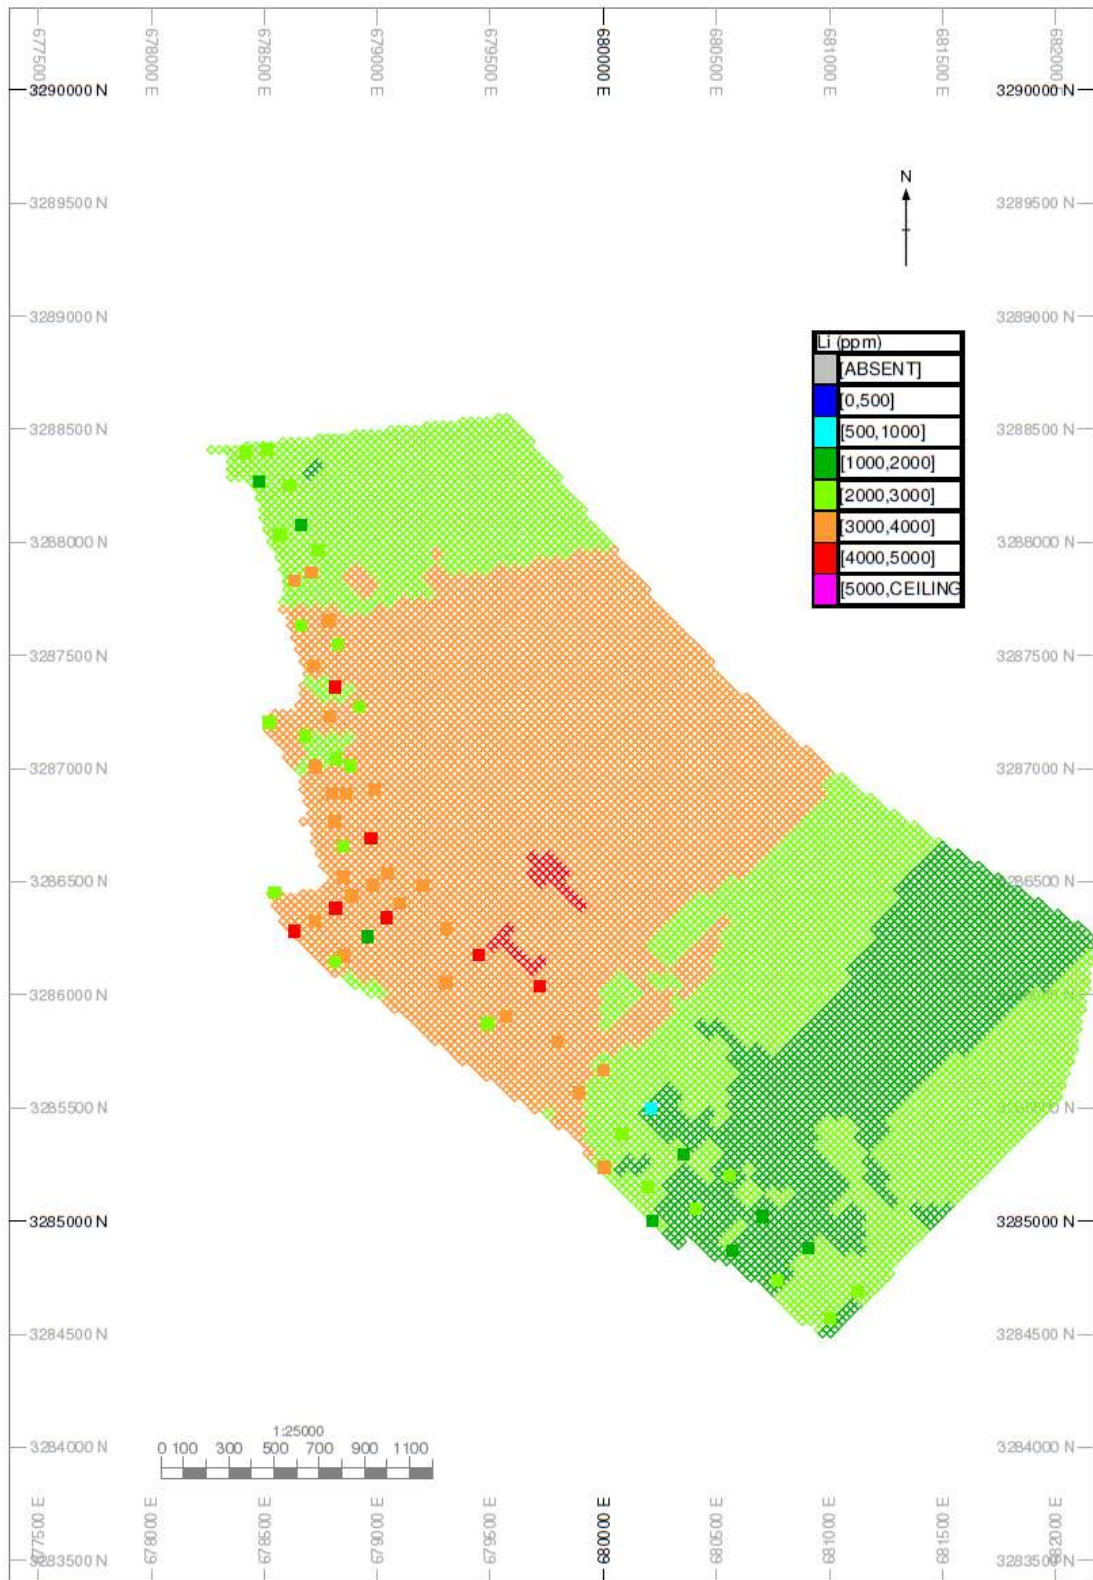 677500 E
678000 E
678500 E
679000 E
679500 E
680000 E
680500 E
681000 E
681500 E
682000 E
3290000 N
3290000 N
N
3289500 N
3289500 N
3289000 N
3289000 N
Li (ppm)
[ABSENT]
[0,500]
[500,1000]
[1000,2000]
[2000,3000]
[3000,4000]
[4000,5000]
[5000,CEILING
3288500 N
3288500 N
3288000 N
3288000 N
3287500 N
3287500 N
3287000 N
3287000 N
3286500 N
3286500 N
3286000 N
3286000 N
3285500 N
3285500 N
3285000 N
3285000 N
3284500 N
3284500 N
3284000 N
3284000 N
1:25000
0 100 300 500 700 900 1100
3283500 N
3283500 N
677500 E
678000 E
678500 E
679000 E
679500 E
680000 E
680500 E
681000 E
681500 E
682000 E